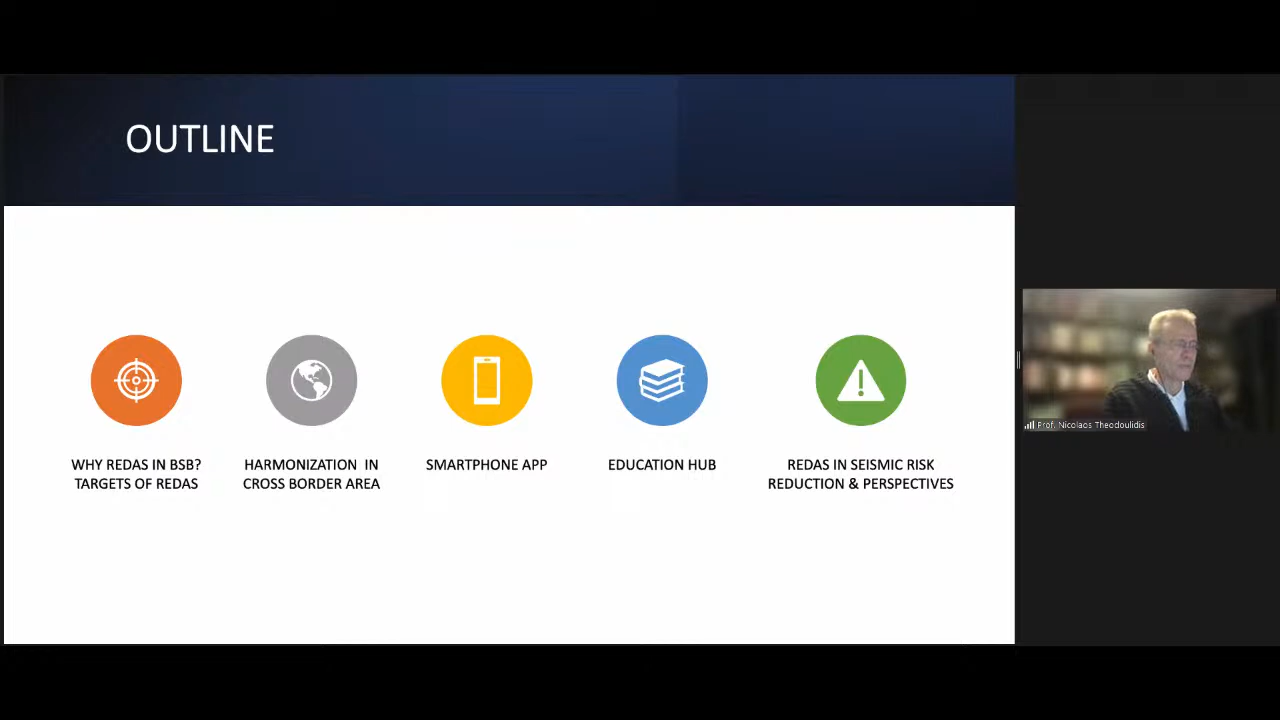 OUTLINE
WHY REDAS IN BSB?
TARGETS OF REDAS
HARMONIZATION IN
CROSS BORDER AREA
SMARTPHONE APP
EDUCATION HUB
REDAS IN SEISMIC RISK
REDUCTION & PERSPECTIVES
Prof. Nicolaos Theodoulidis